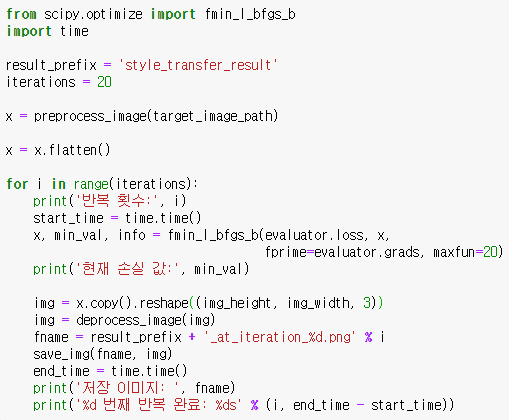 from scipy.optimize import fmin_l_bfgs_b
import time
result_prefix = 'style_transfer_result'
iterations = 20
x = preprocess_image(target_image_path)
x = x.flatten()
for i in range(iterations):
    print('반복 횟수:', i)
    start_time = time.time()
    x, min_val, info = fmin_l_bfgs_b(evaluator.loss, x,
                                     fprime=evaluator.grads, maxfun=20)
    print('현재 손실 값:', min_val)
    img = x.copy().reshape((img_height, img_width, 3))
    img = deprocess_image(img)
    fname = result_prefix + '_at_iteration_%d.png' % i
    save_img(fname, img)
    end_time = time.time()
    print('저장 이미지: ', fname)
    print('%d 번째 반복 완료: %ds' % (i, end_time - start_time))